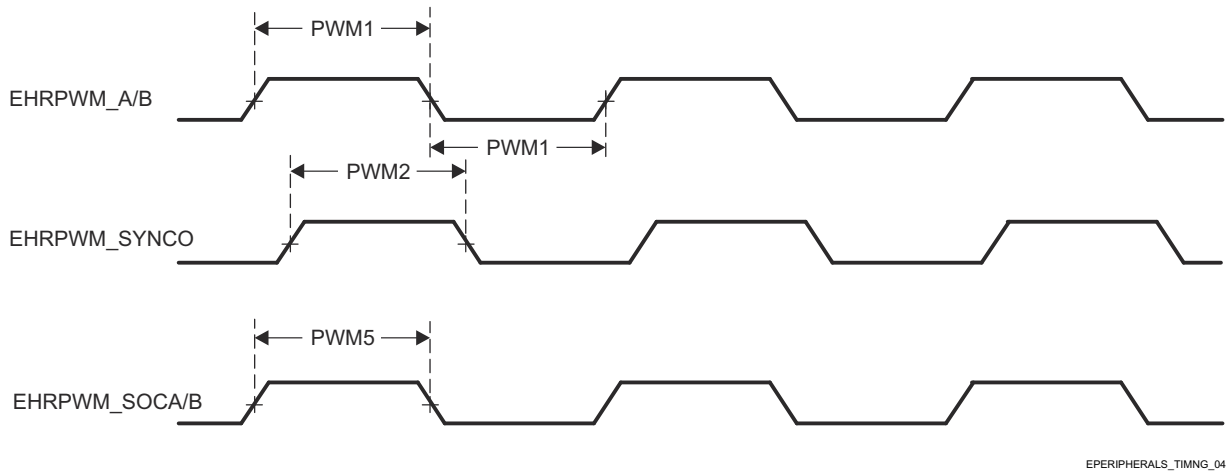 PWM1
EHRPWM_A/B
PWM1
PWM2
EHRPWM_SYNCO
PWM5
EHRPWM_SOCA/B
EPERIPHERALS_TIMNG_04